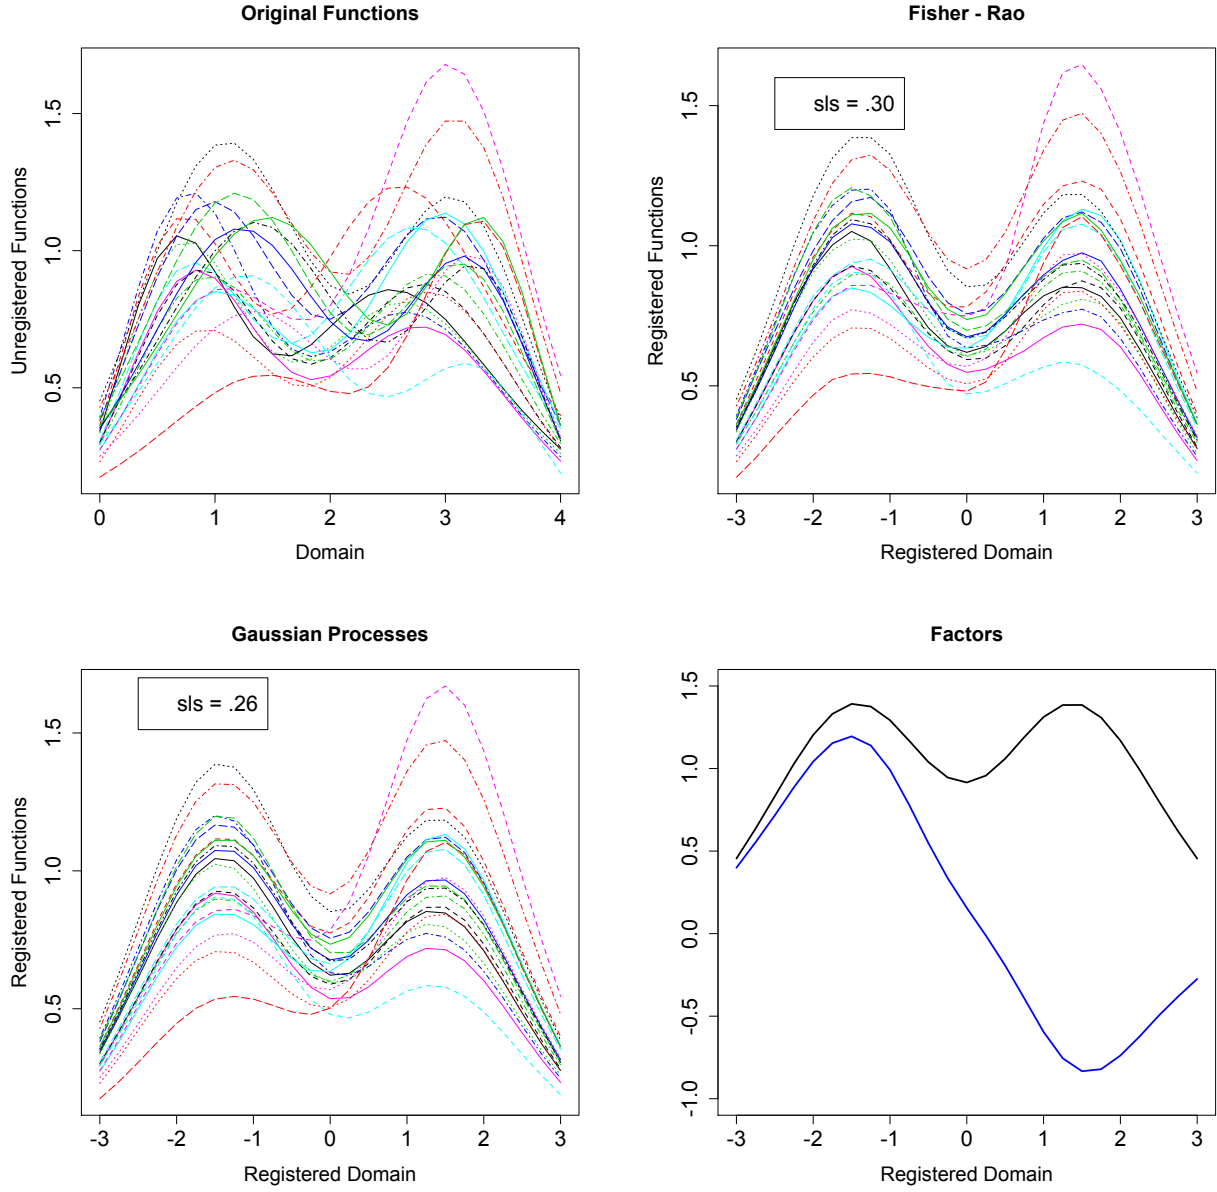 Original Functions
Unregistered Functions
1.5
1.0
0.5
0 1 2 3 4
Domain
Fisher - Rao
sls = .30
Registered Functions
1.5
1.0
0.5
-3 -2 -1 0 1 2 3
Registered Domain
Gaussian Processes
sls = .26
Registered Functions
1.5
1.0
0.5
-3 -2 -1 0 1 2 3
Registered Domain
Factors
1.5
1.0
0.5
0.0
-0.5
-1.0
-3 -2 -1 0 1 2 3
Registered Domain